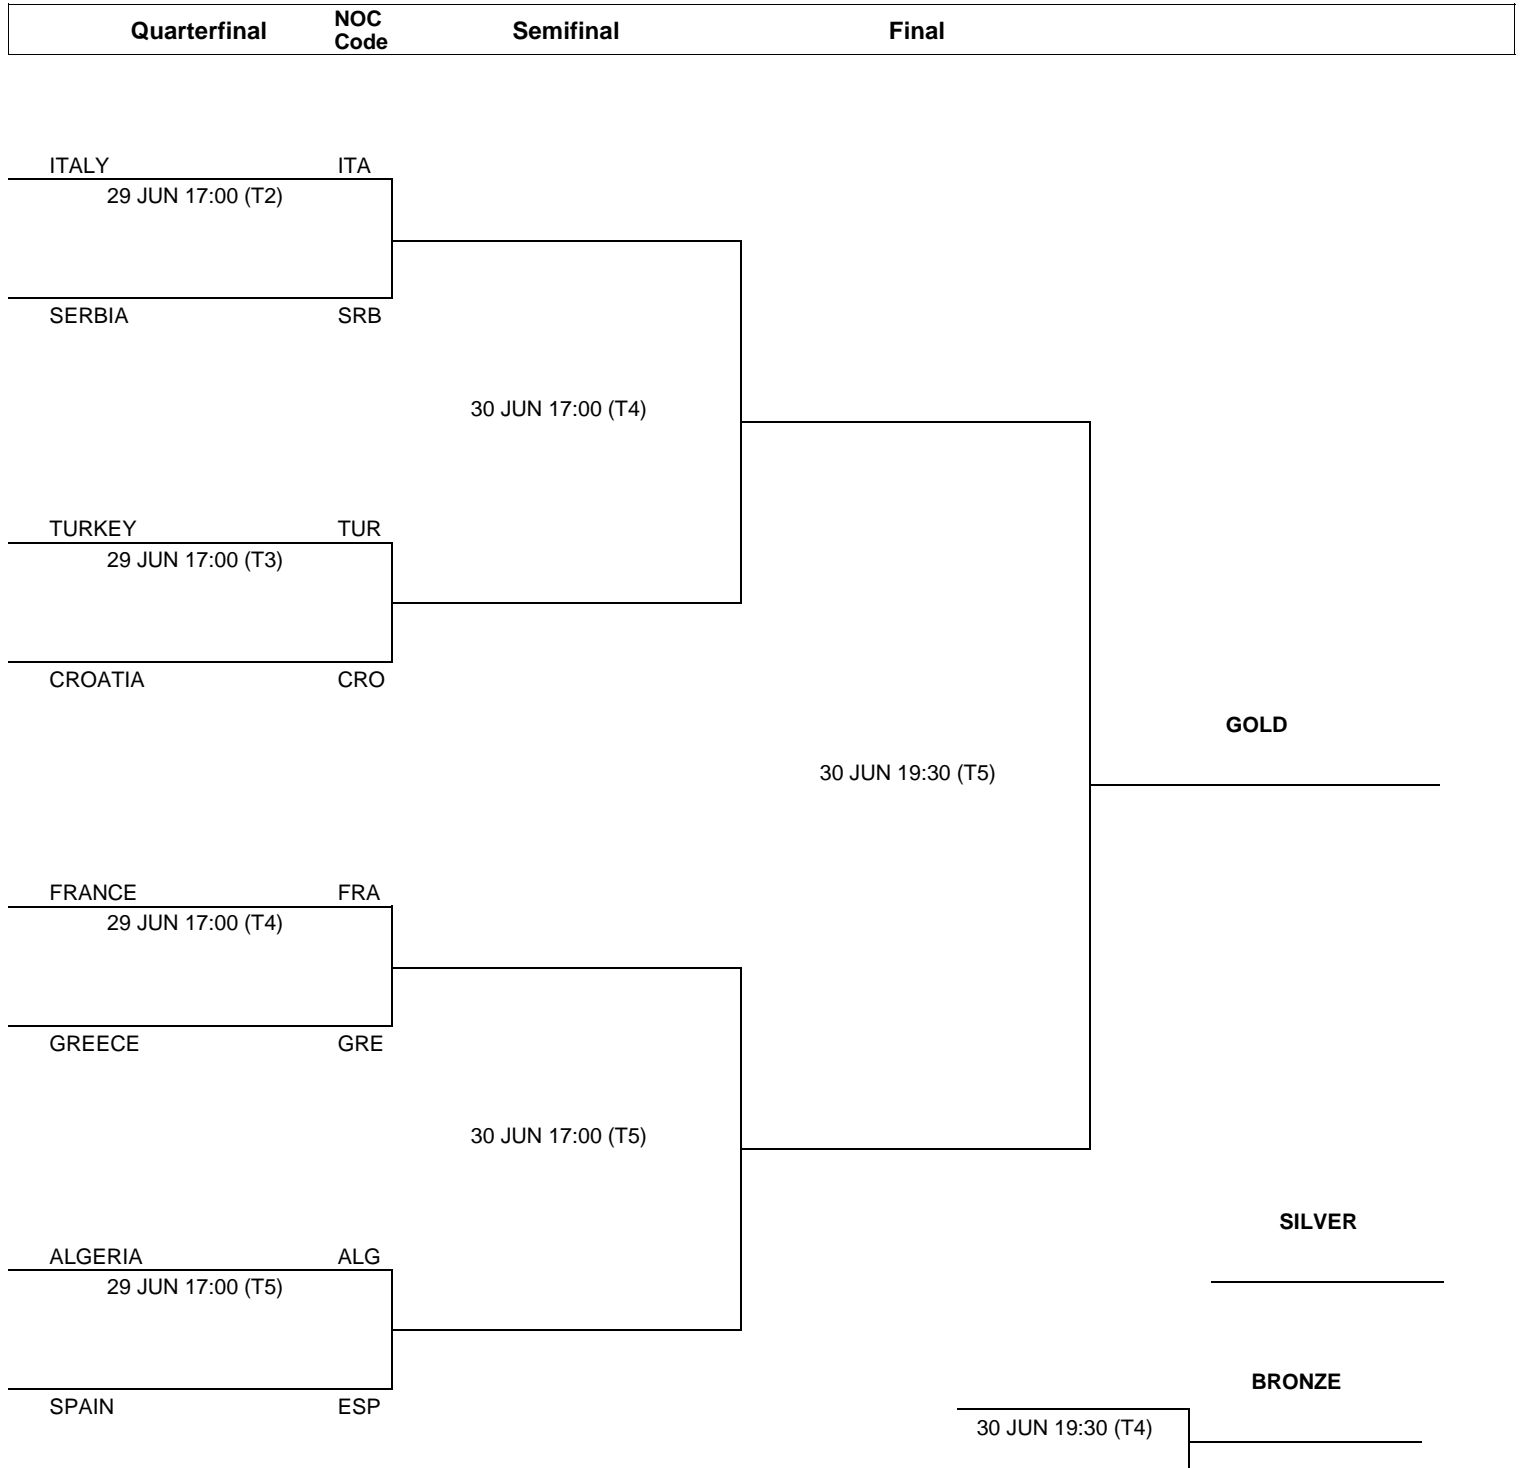 Quarterfinal NOC Code Semifinal Final
ITALY ITA
29 JUN 17:00 (T2)
SERBIA SRB
30 JUN 17:00 (T4)
TURKEY TUR
29 JUN 17:00 (T3)
CROATIA CRO
GOLD
30 JUN 19:30 (T5)
FRANCE FRA
29 JUN 17:00 (T4)
GREECE GRE
30 JUN 17:00 (T5)
SILVER
ALGERIA ALG
29 JUN 17:00 (T5)
BRONZE
SPAIN ESP
30 JUN 19:30 (T4)